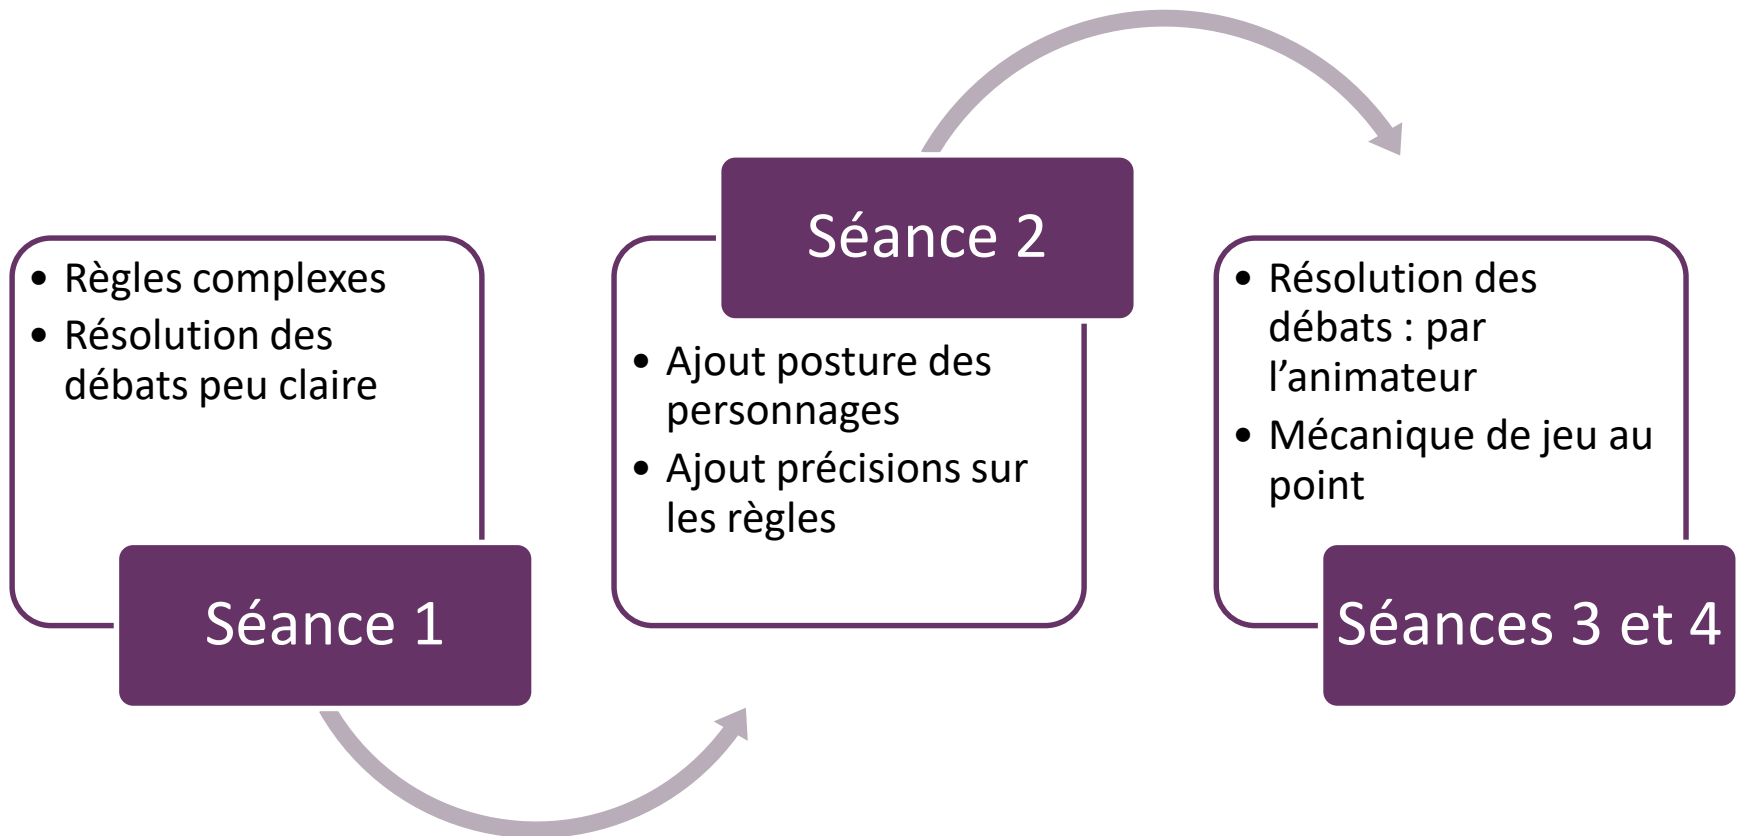 • Règles complexes
• Résolution des
débats peu claire
Séance 1
Séance 2
• Ajout posture des
personnages
• Ajout précisions sur
les règles
• Résolution des
débats : par
l’animateur
• Mécanique de jeu au
point
Séances 3 et 4